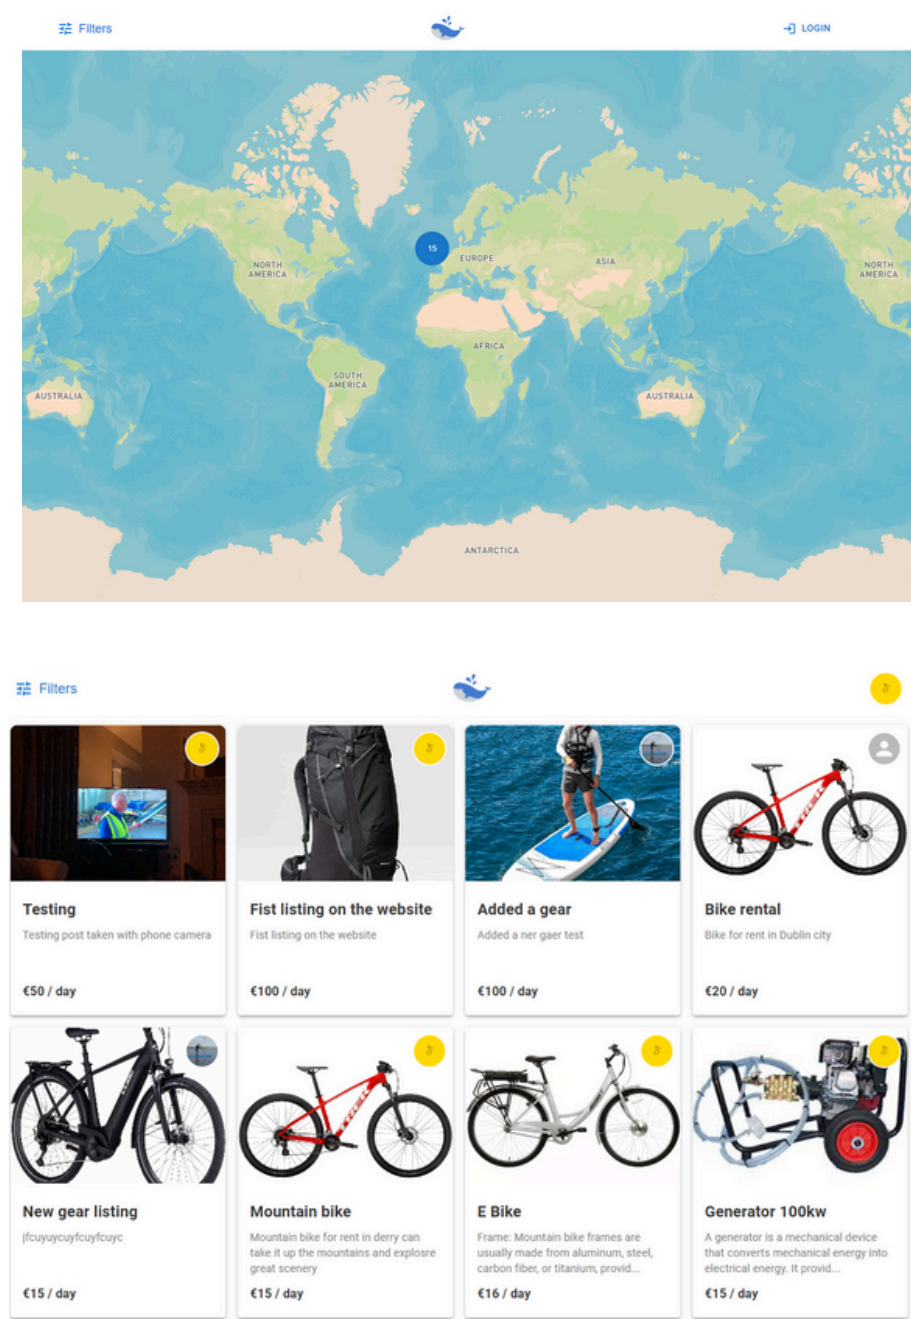 Filters
LOGIN
NORTH
AMERICA
15
EUROPE
ASIA
NORTH
AMERICA
AFRICA
SOUTH
AMERICA
AUSTRALIA
AUSTRALIA
ANTARCTICA
Filters
Testing
Testing post taken with phone camera
€50 / day
Fist listing on the website
Fist listing on the website
€100 / day
Added a gear
Added a ner gaer test
€100 / day
TREK
Bike rental
Bike for rent in Dublin city
€20 / day
New gear listing
jfcuyuycuyfcuyfcuyc
€15 / day
TREK
Mountain bike
Mountain bike for rent in derry can
take it up the mountains and explosre
great scenery
€15 / day
E Bike
Frame: Mountain bike frames are
usually made from aluminum, steel,
carbon fiber, or titanium, provid...
€16 / day
Generator 100kw
A generator is a mechanical device
that converts mechanical energy into
electrical energy. It provid...
€15 / day